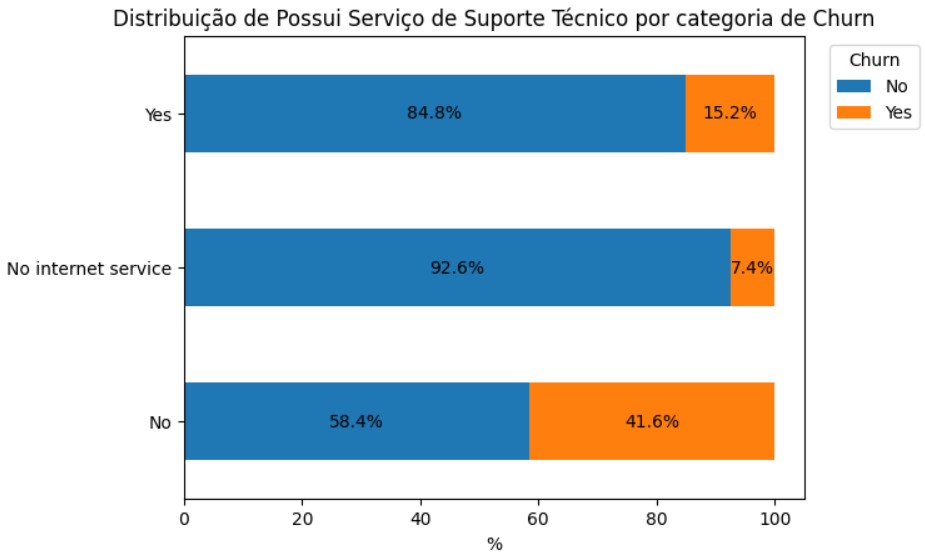 Distribuição de Possui Serviço de Suporte Técnico por categoria de Churn
Churn
No
Yes
Yes
84.8%
15.2%
No internet service
92.6%
7.4%
No
58.4%
41.6%
0
20
40
60
80
100
%